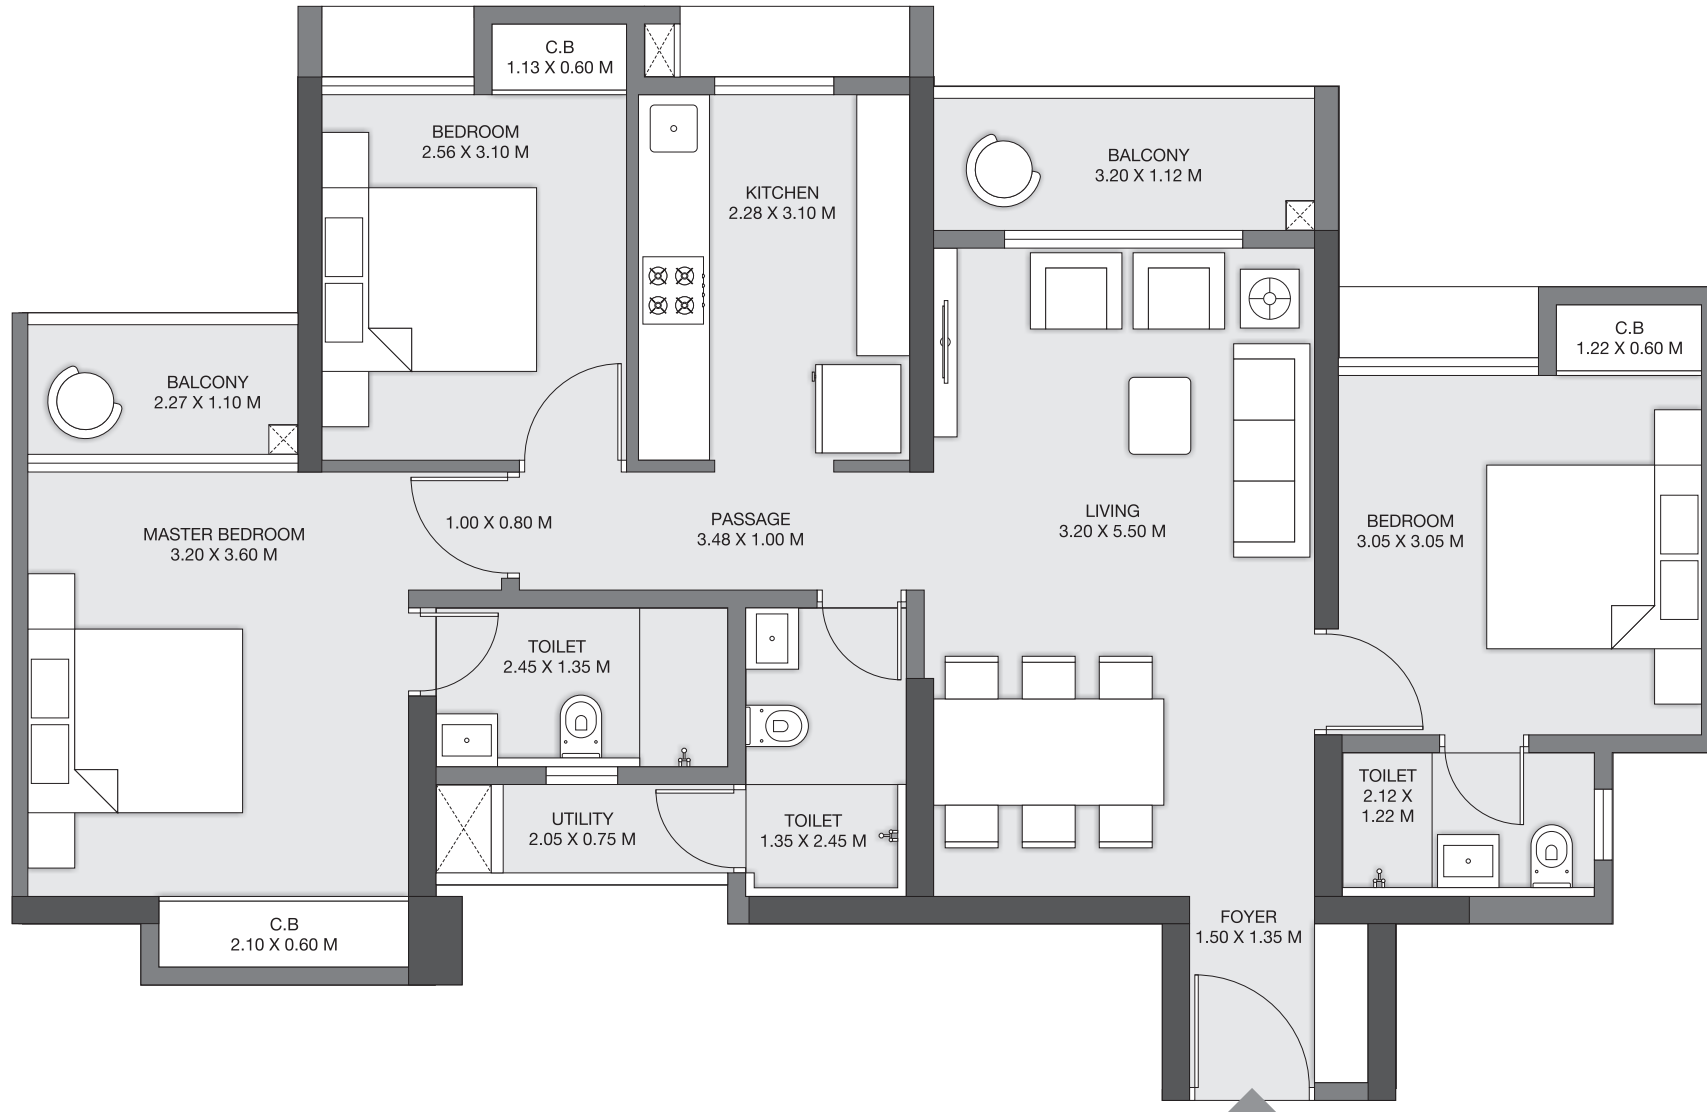 C.B
1.13 X 0.60 M
BEDROOM
2.56 X 3.10 M
KITCHEN
2.28 X 3.10 M
BALCONY
3.20 X 1.12 M
C.B
1.22 X 0.60 M
BALCONY
2.27 X 1.10 M
MASTER BEDROOM
3.20 X 3.60 M
1.00 X 0.80 M
PASSAGE
3.48 X 1.00 M
LIVING
3.20 X 5.50 M
BEDROOM
3.05 X 3.05 M
TOILET
2.45 X 1.35 M
UTILITY
2.05 X 0.75 M
TOILET
1.35 X 2.45 M
TOILET
2.12 X
1.22 M
C.B
2.10 X 0.60 M
FOYER
1.50 X 1.35 M